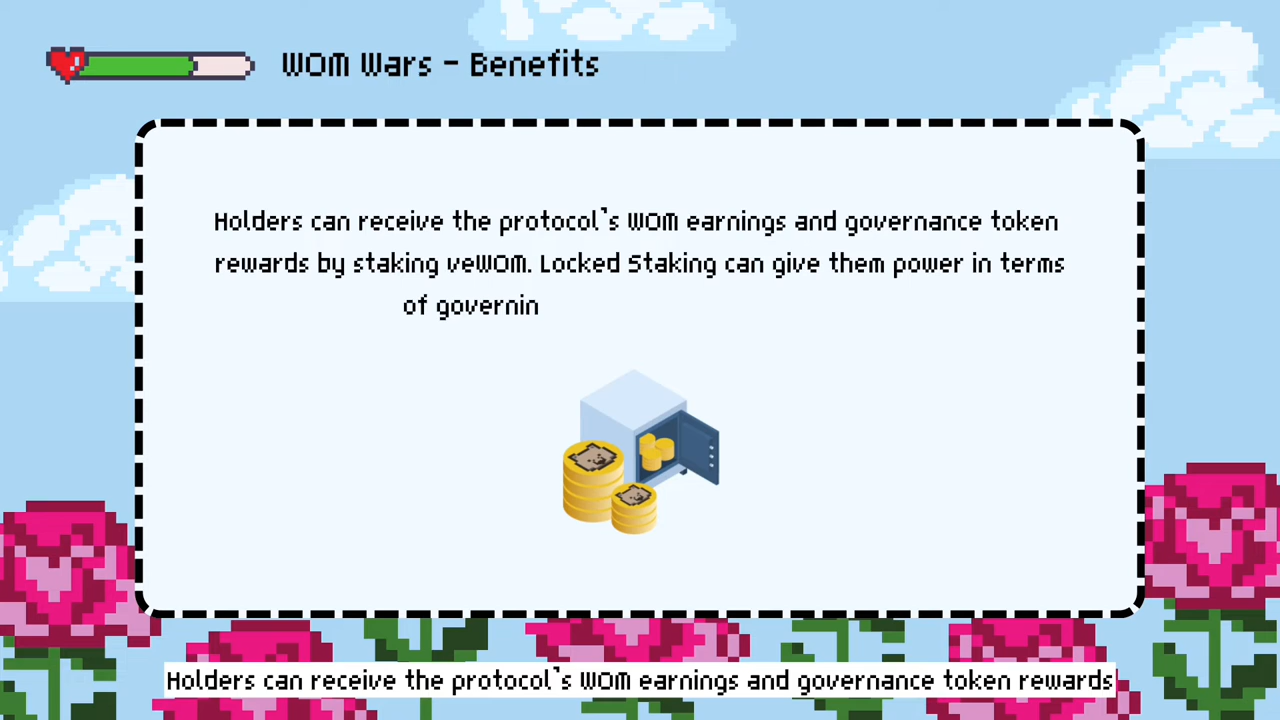 WOM Wars - Benefits
Holders can receive the protocol`s WOM earnings and governance token
rewards by staking veWOM. Locked Staking can give them power in terms
of governin
Holders can receive the protocol`s WOM earnings and governance token rewards